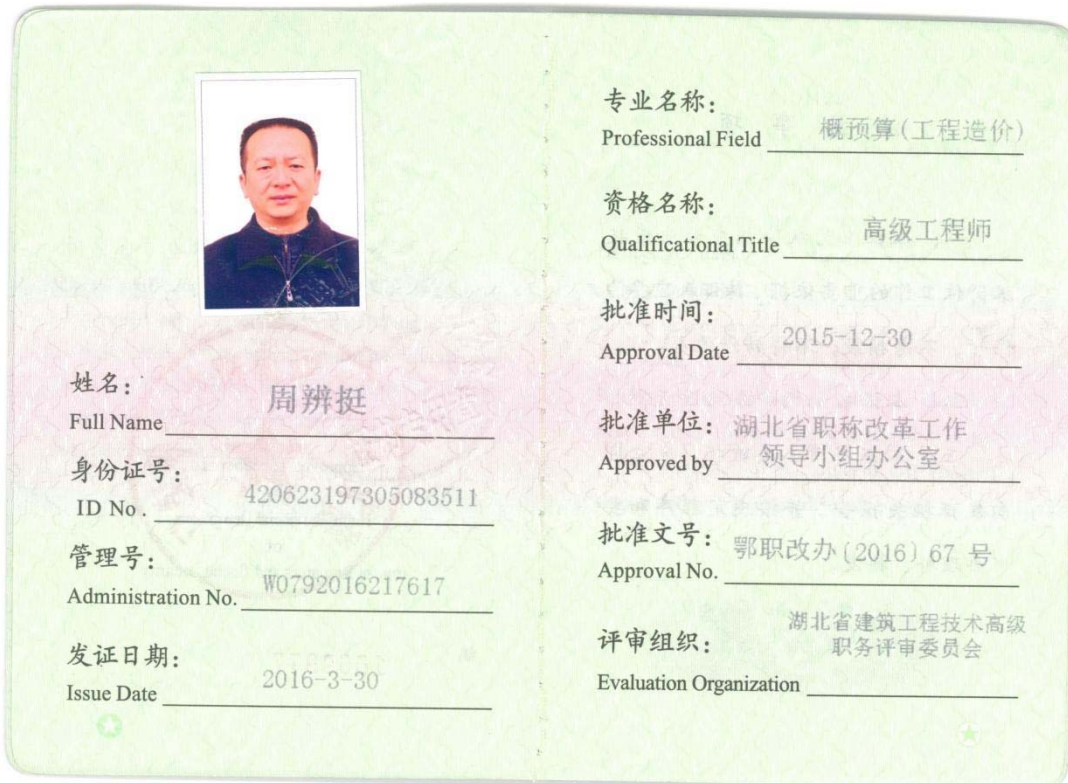 姓名：
周辨挺
Full Name
身份证号：
420623197305083511
ID No.
管理号：
W0792016217617
Administration No.
发证日期：
2016-3-30
Issue Date
专业名称：
概预算(工程造价)
Professional Field
资格名称：
高级工程师
Qualificational Title
批准时间：
2015-12-30
Approval Date
批准单位：湖北省职称改革工作
Approved by 领导小组办公室
批准文号：鄂职改办(2016)67 号
Approval No.
湖北省建筑工程技术高级
评审组织：职务评审委员会
Evaluation Organization